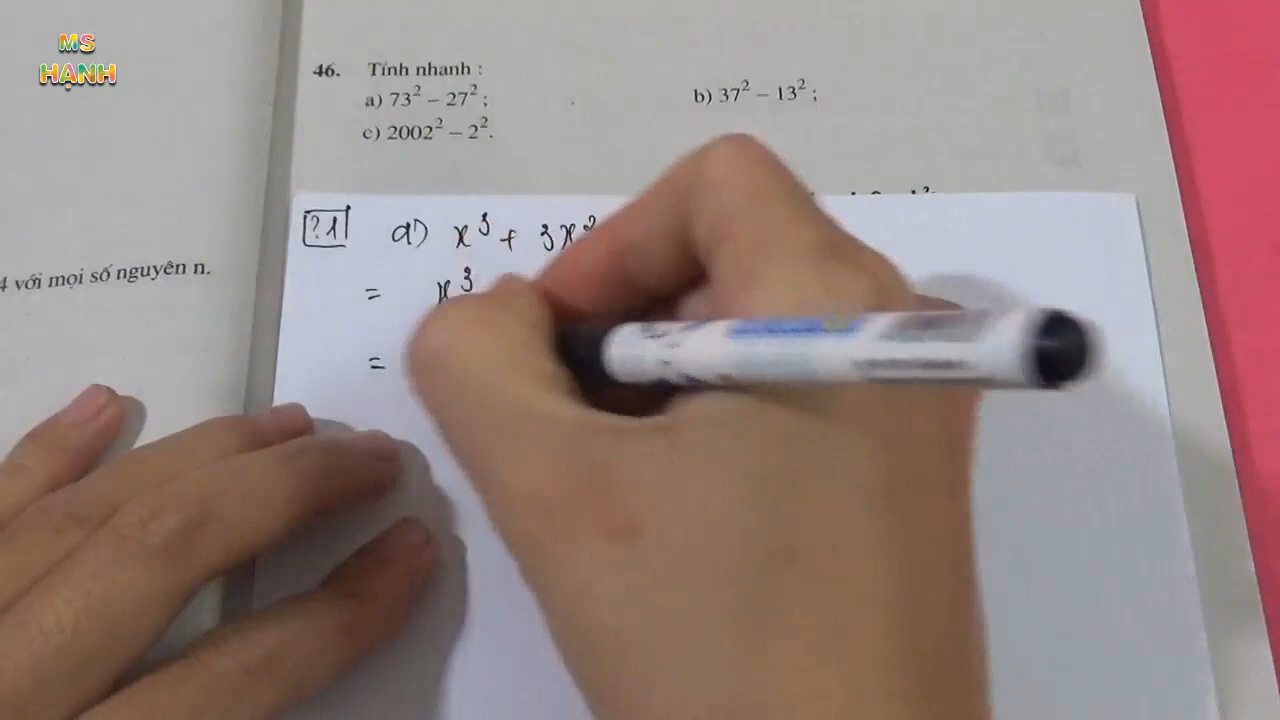 MS
HẠNH
46. Tính nhanh :
a) 73² – 27² ;
b) 37² – 13² ;
c) 2002² – 2².
4 với mọi số nguyên n.
?1 a) x³ + 3x²
= x³
=